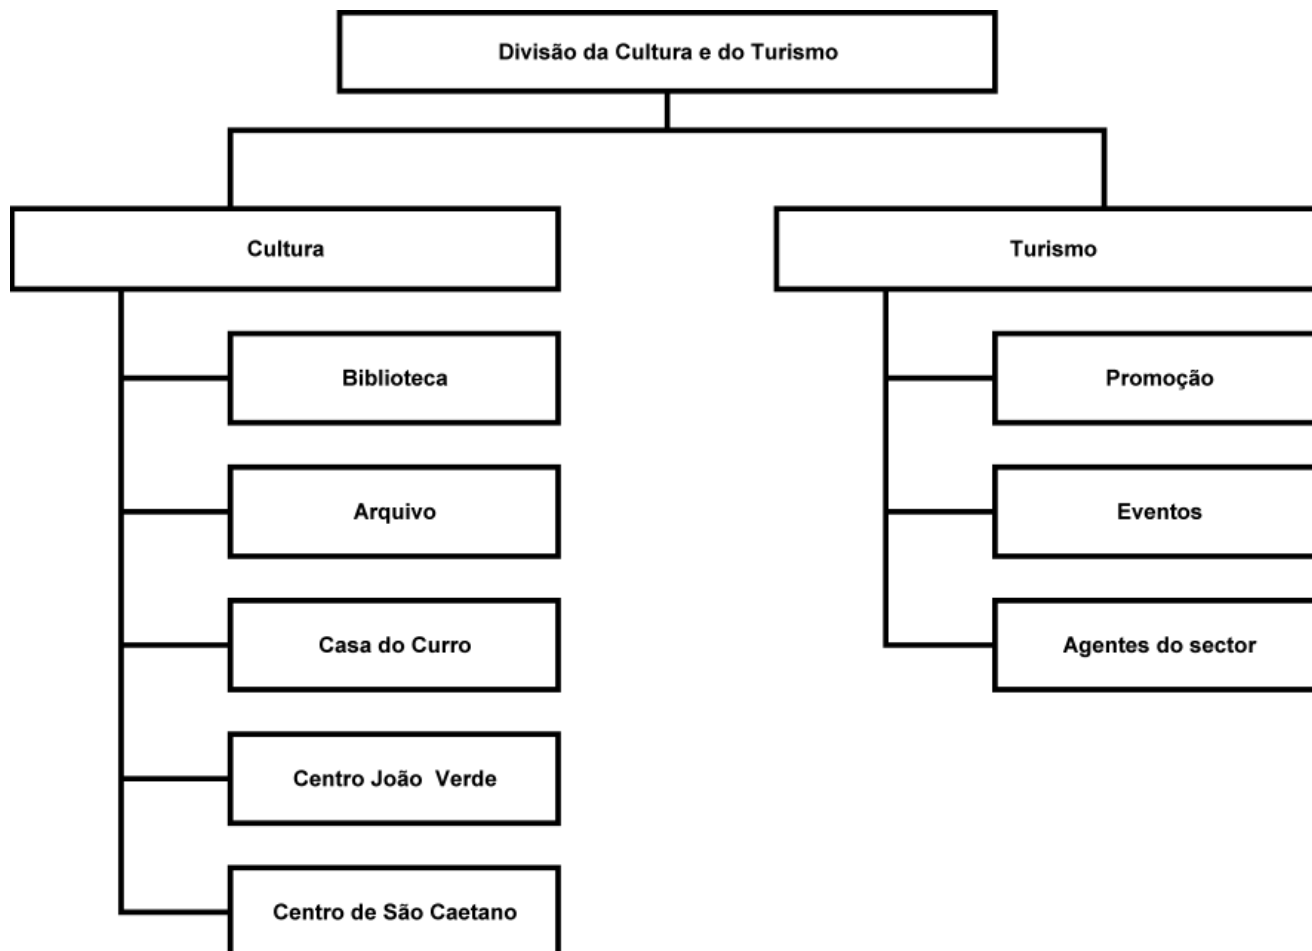 Divisão da Cultura e do Turismo
Cultura
Biblioteca
Arquivo
Casa do Curro
Centro João  Verde
Centro de São Caetano
Turismo
Promoção
Eventos
Agentes do sector